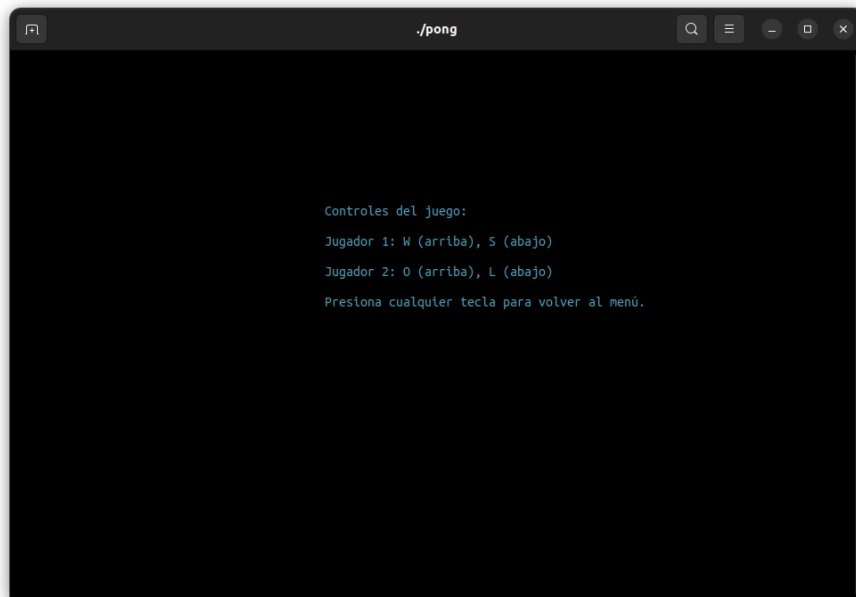 ./pong
Controles del juego:
Jugador 1: W (arriba), S (abajo)
Jugador 2: O (arriba), L (abajo)
Presiona cualquier tecla para volver al menú.